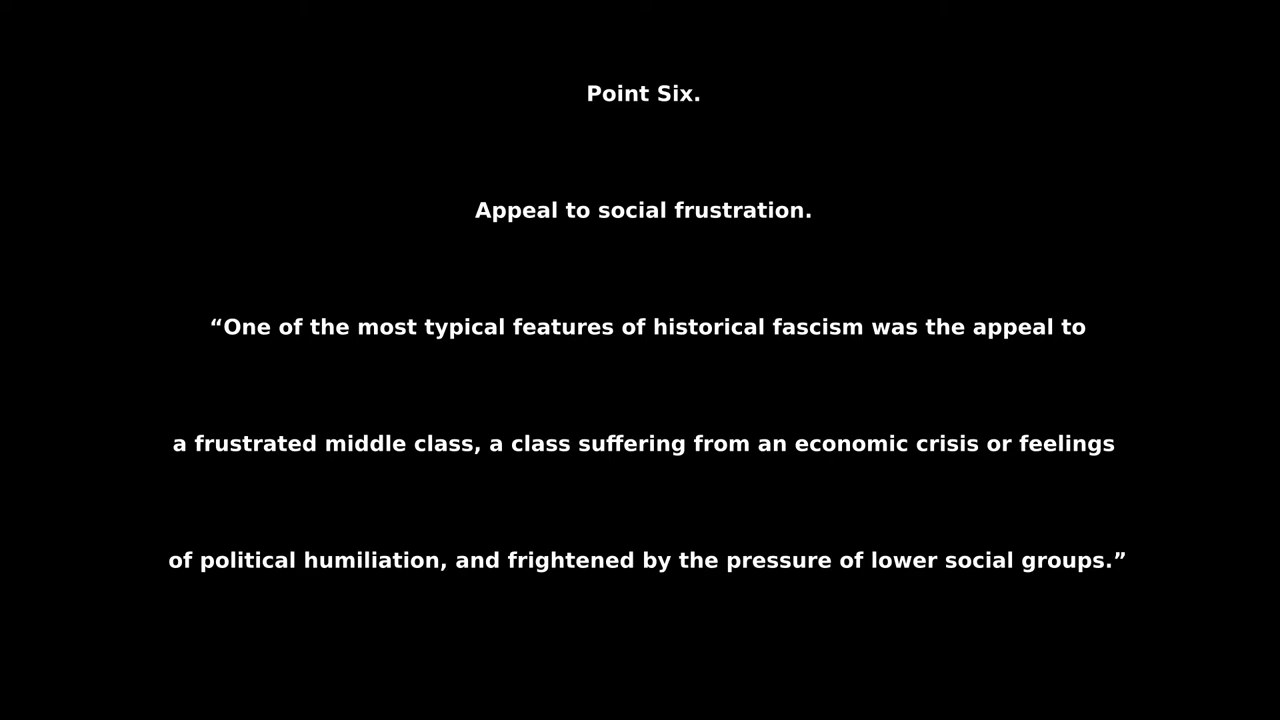 Point Six.
Appeal to social frustration.
“One of the most typical features of historical fascism was the appeal to
a frustrated middle class, a class suffering from an economic crisis or feelings
of political humiliation, and frightened by the pressure of lower social groups.”